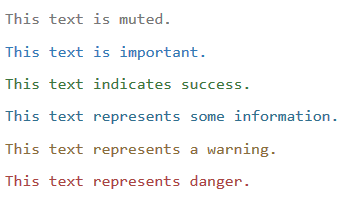 This text is muted.
This text is important.
This text indicates success.
This text represents some information.
This text represents a warning.
This text represents danger.